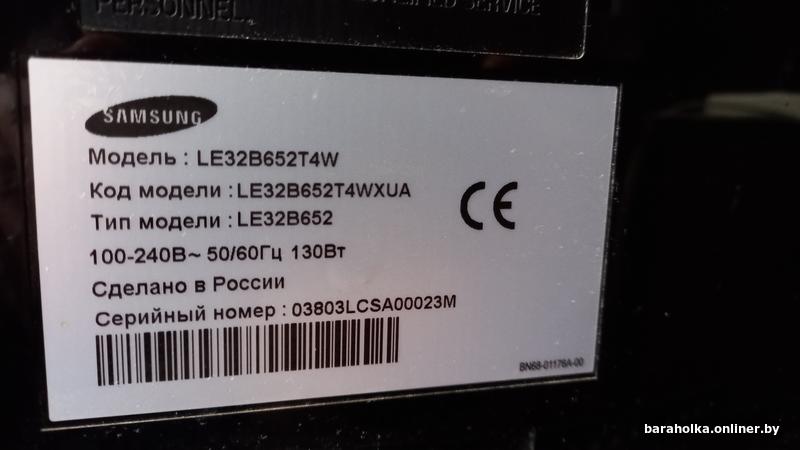 PERSONNEL.
SERVICE
SAMSUNG
Модель : LE32B652T4W
Код модели : LE32B652T4WXUA
Тип модели : LE32B652
100-240В~ 50/60Гц 130Вт
Сделано в России
Серийный номер : 03803LCSA00023M
CE
BN68-01176A-00
baraholka.onliner.by